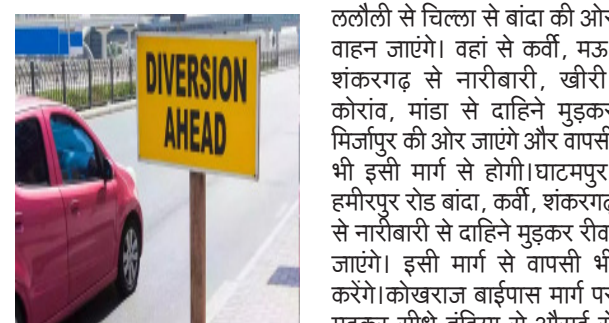 DIVERSION
AHEAD
ललौली से चिल्ला से बांदा की ओर
वाहन जाएंगे। वहां से कर्वी, मऊ
शंकरगढ़ से नारीबारी, खीरी
कोरांव, मांडा से दाहिने मुड़कर
मिर्जापुर की ओर जाएंगे और वापसी
भी इसी मार्ग से होगी।घाटमपुर
हमीरपुर रोड बांदा, कर्वी, शंकरगढ़
से नारीबारी से दाहिने मुड़कर
जाएंगे। इसी मार्ग से वापसी भी
करेंगे।कोखराज बाईपास मार्ग पर